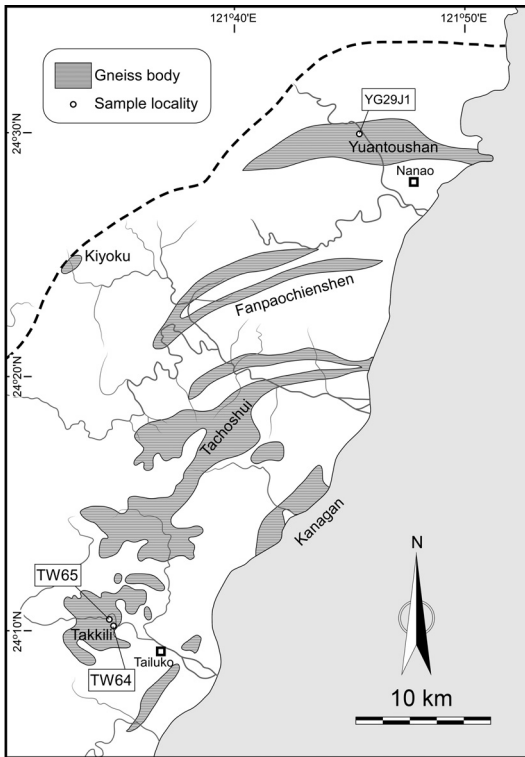 121°40'E
121°50'E
Gneiss body
Sample locality
YG29J1
24°30'N
Yuantoushan
Nanao
Kiyoku
Fanpaochienshen
24°20'N
Tachoshui
Kanagan
N
TW65
24°10'N
Takkili
Tailuko
TW64
10 km